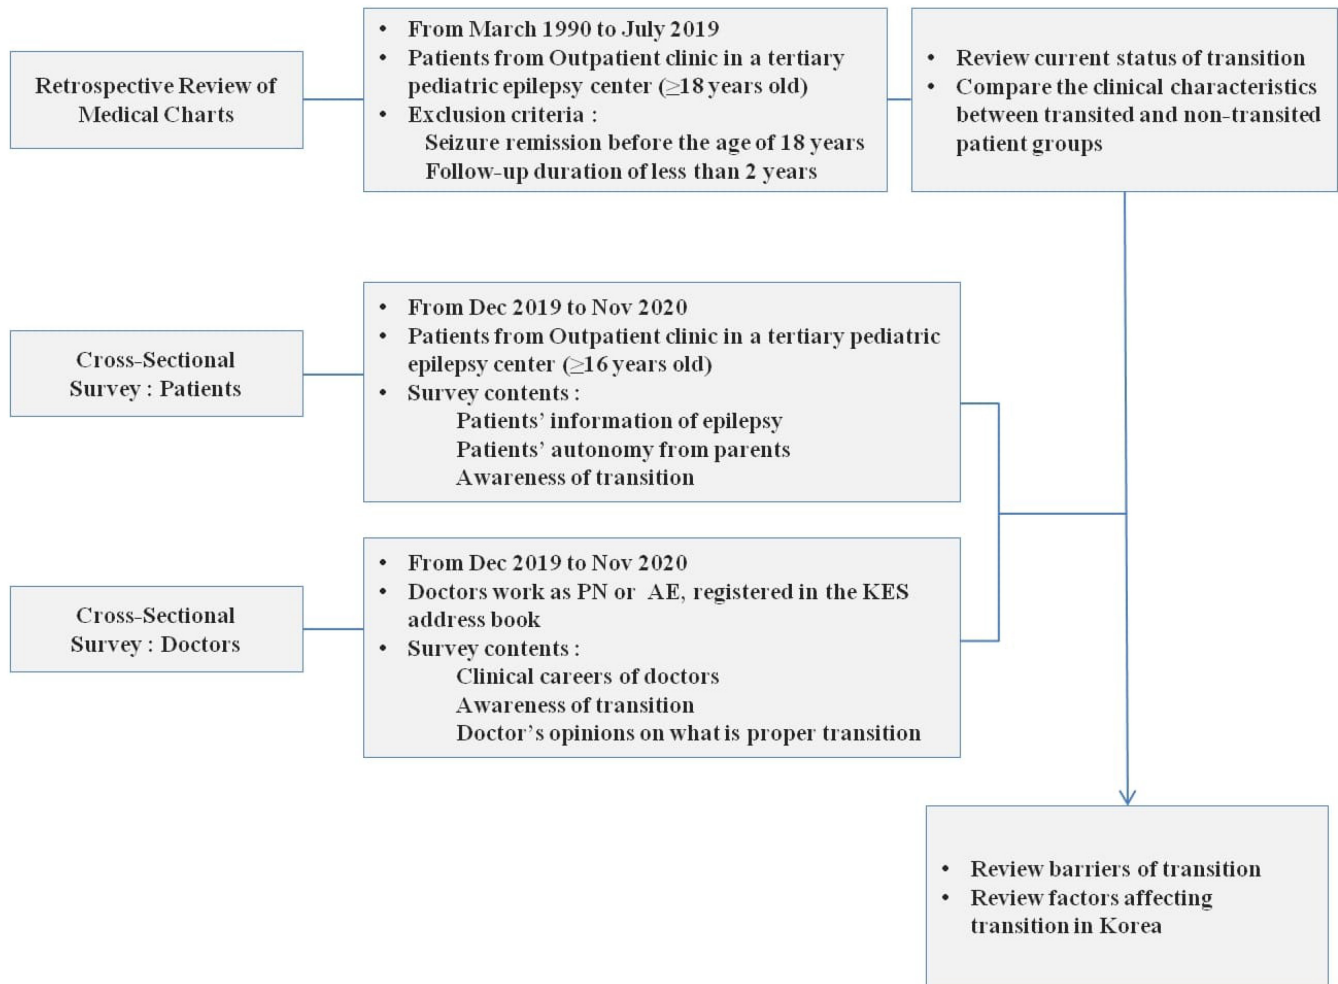 Retrospective Review of
Medical Charts
• From March 1990 to July 2019
• Patients from Outpatient clinic in a tertiary
pediatric epilepsy center (≥18 years old)
• Exclusion criteria :
Seizure remission before the age of 18 years
Follow-up duration of less than 2 years
• Review current status of transition
• Compare the clinical characteristics
between transited and non-transited
patient groups
Cross-Sectional
Survey : Patients
• From Dec 2019 to Nov 2020
• Patients from Outpatient clinic in a tertiary pediatric
epilepsy center (≥16 years old)
• Survey contents :
Patients’ information of epilepsy
Patients’ autonomy from parents
Awareness of transition
Cross-Sectional
Survey : Doctors
• From Dec 2019 to Nov 2020
• Doctors work as PN or AE, registered in the KES
address book
• Survey contents :
Clinical careers of doctors
Awareness of transition
Doctor’s opinions on what is proper transition
• Review barriers of transition
• Review factors affecting
transition in Korea